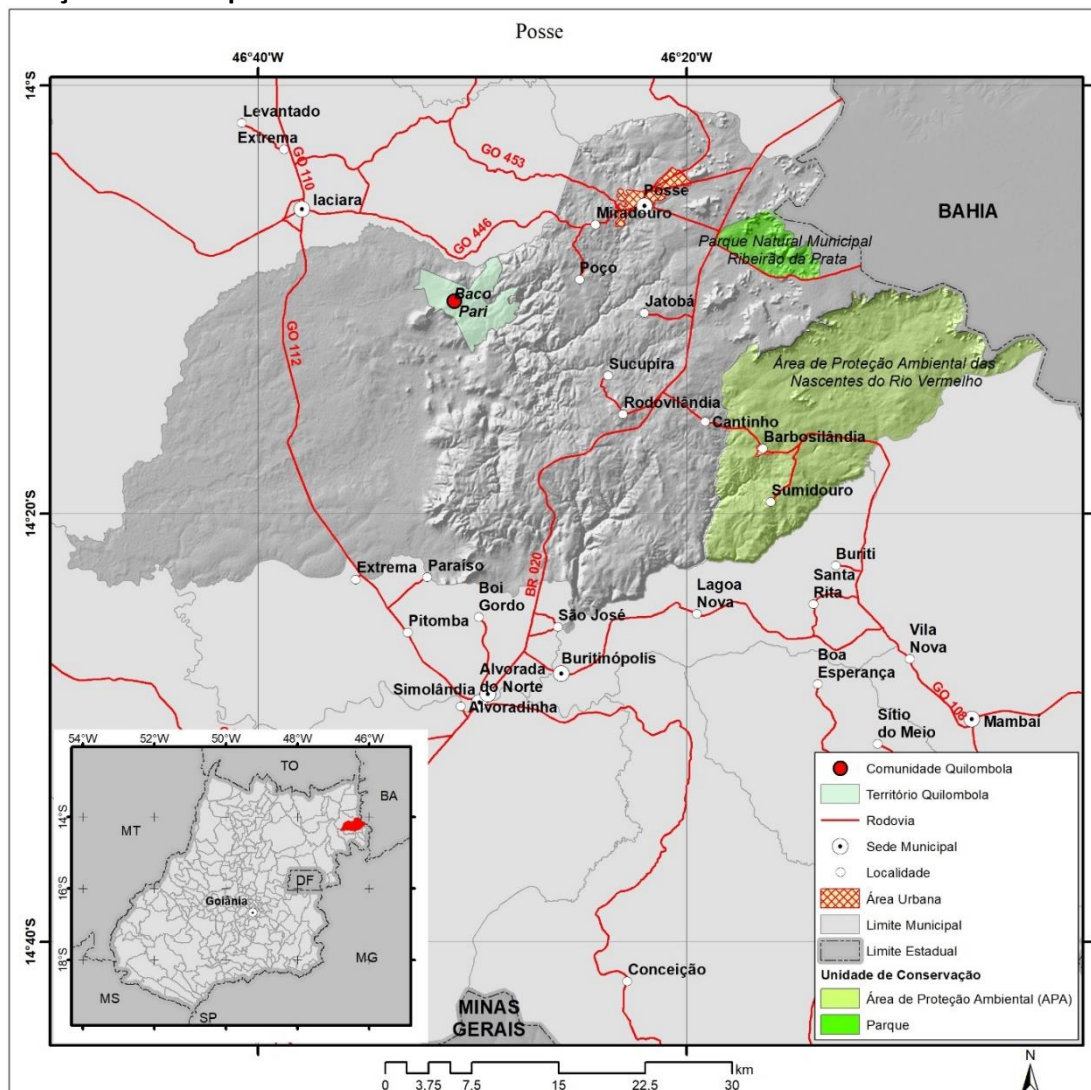 Posse
46°40'W
46°20'W
14°S
14°20'S
14°40'S
Levantado
Extrema
GO 110
GO 453
Iaciara
GO 446
Posse
Miradouro
BAHIA
Parque Natural Municipal
Ribeirão da Prata
Poço
Baco
Pari
Jatobá
GO 112
Sucupira
Área de Proteção Ambiental das
Nascentes do Rio Vermelho
Rodovilândia
Cantinho
Barbosilândia
Sumidouro
BR 020
Extrema
Paraíso
Boi
Gordo
Pitomba
São José
Lagoa
Nova
Buriti
Santa
Rita
Buritinópolis
Vila
Nova
Boa
Esperança
Alvorada
do Norte
Simolândia
Alvoradinha
GO 108
Mambaí
Sítio
do Meio
Conceição
MINAS
GERAIS
54°W
52°W
50°W
48°W
46°W
14°S
16°S
18°S
TO
BA
MT
DF
Goiânia
MG
MS
SP
Comunidade Quilombola
Território Quilombola
Rodovia
Sede Municipal
Localidade
Área Urbana
Limite Municipal
Limite Estadual
Unidade de Conservação
Área de Proteção Ambiental (APA)
Parque
km
0 3.75 7.5 15 22.5 30
N